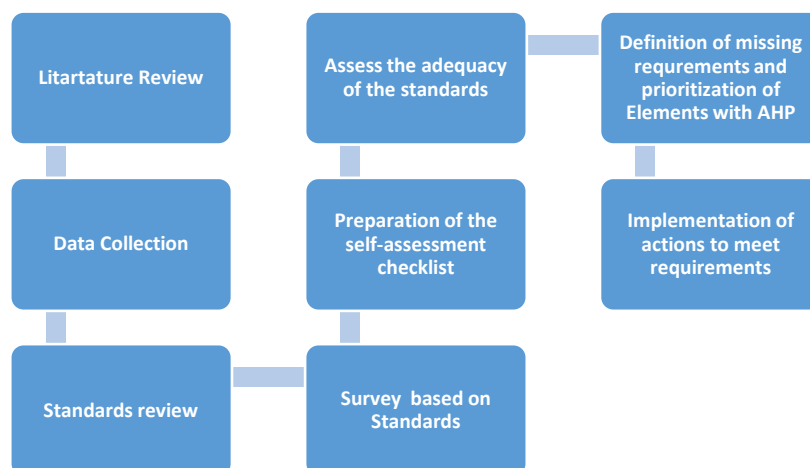 Litartature Review
Data Collection
Standards review
Survey based on
Standards
Preparation of the
self-assessment
checklist
Assess the adequacy
of the standards
Definition of missing
requrements and
prioritization of
Elements with AHP
Implementation of
actions to meet
requirements